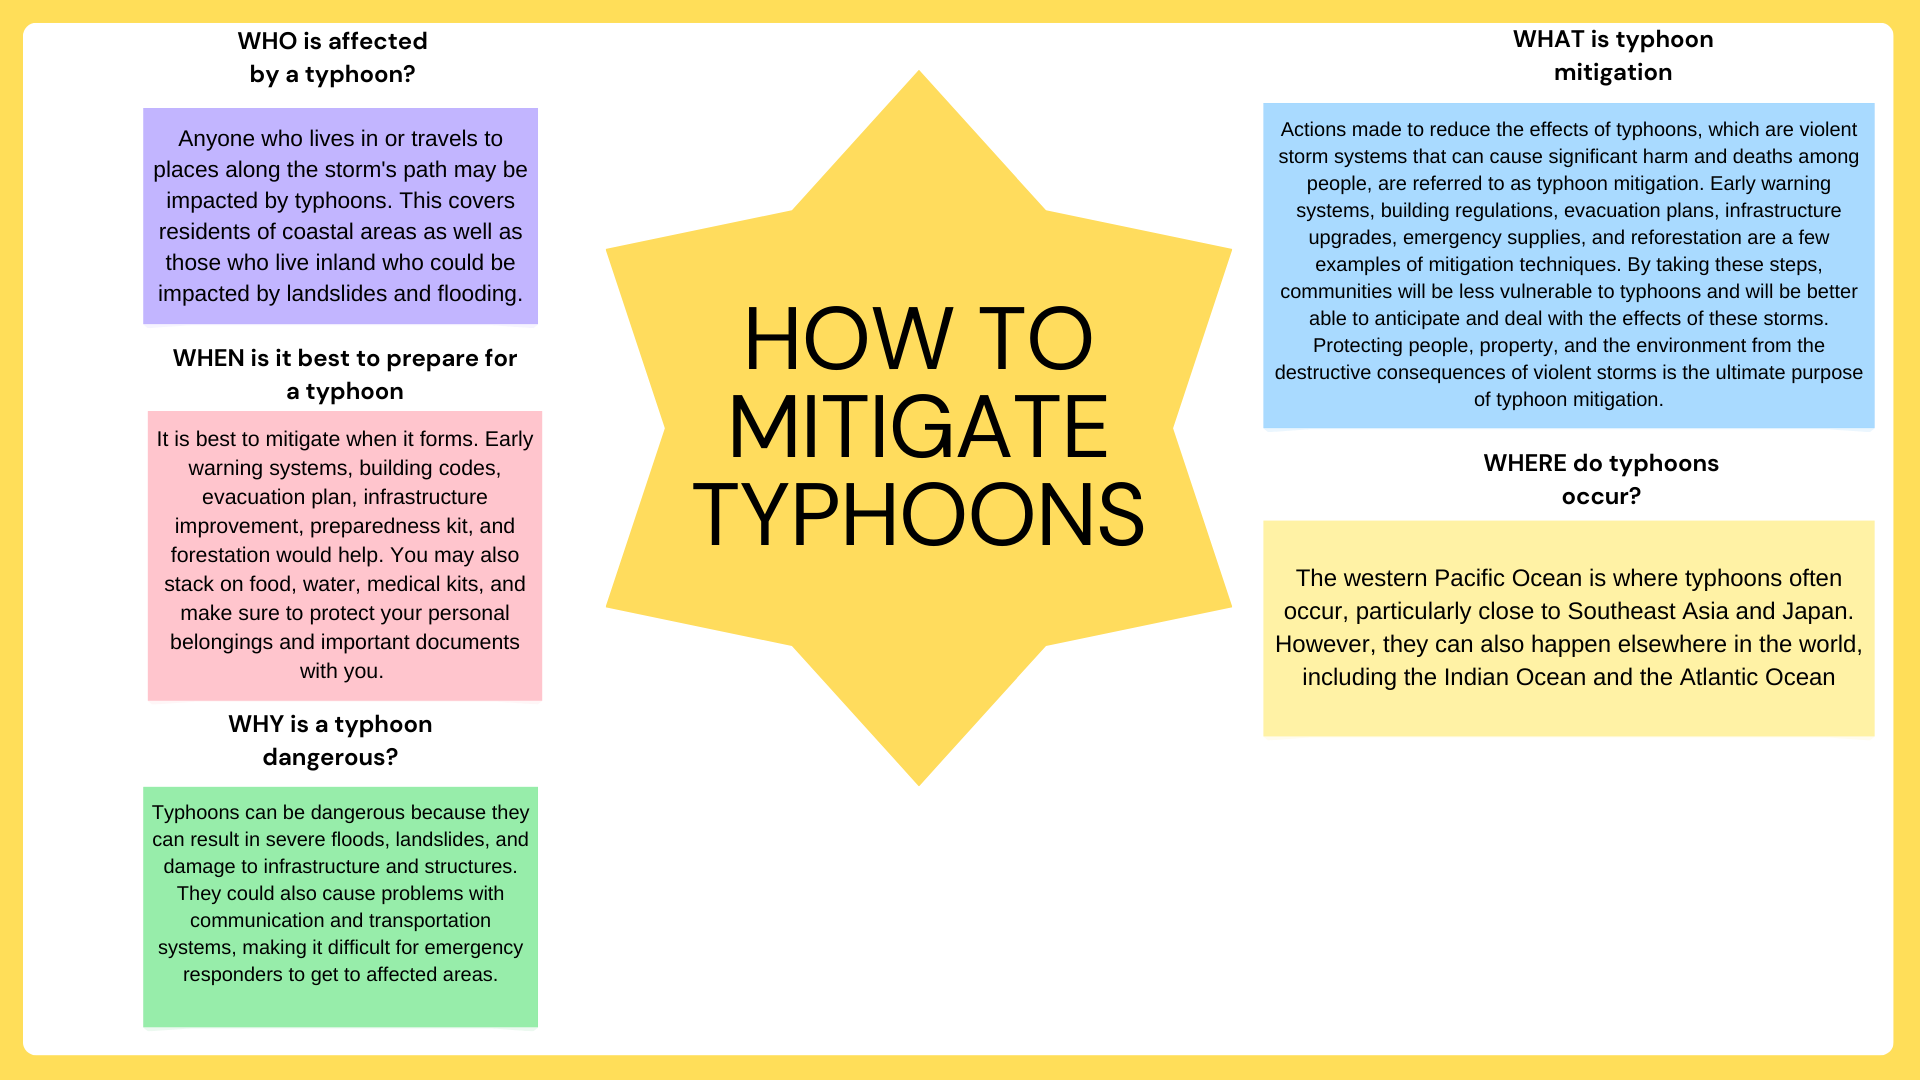 WHO is affected
by a typhoon?
Anyone who lives in or travels to
places along the storm's path may be
impacted by typhoons. This covers
residents of coastal areas as well as
those who live inland who could be
impacted by landslides and flooding.
WHEN is it best to prepare for
a typhoon
It is best to mitigate when it forms. Early
warning systems, building codes,
evacuation plan, infrastructure
improvement, preparedness kit, and
forestation would help. You may also
stack on food, water, medical kits, and
make sure to protect your personal
belongings and important documents
with you.
WHY is a typhoon
dangerous?
Typhoons can be dangerous because they
can result in severe floods, landslides, and
damage to infrastructure and structures.
They could also cause problems with
communication and transportation
systems, making it difficult for emergency
responders to get to affected areas.
HOW TO
MITIGATE
TYPHOONS
WHAT is typhoon
mitigation
Actions made to reduce the effects of typhoons, which are violent
storm systems that can cause significant harm and deaths among
people, are referred to as typhoon mitigation. Early warning
systems, building regulations, evacuation plans, infrastructure
upgrades, emergency supplies, and reforestation are a few
examples of mitigation techniques. By taking these steps,
communities will be less vulnerable to typhoons and will be better
able to anticipate and deal with the effects of these storms.
Protecting people, property, and the environment from the
destructive consequences of violent storms is the ultimate purpose
of typhoon mitigation.
WHERE do typhoons
occur?
The western Pacific Ocean is where typhoons often
occur, particularly close to Southeast Asia and Japan.
However, they can also happen elsewhere in the world,
including the Indian Ocean and the Atlantic Ocean